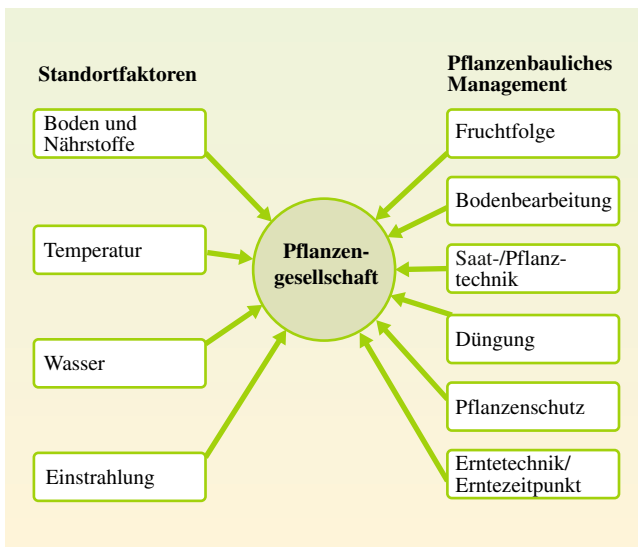 Standortfaktoren
Boden und
Nährstoffe
Temperatur
Wasser
Einstrahlung
Pflanzen-
gesellschaft
Pflanzenbauliches
Management
Fruchtfolge
Bodenbearbeitung
Saat-/Pflanz-
technik
Düngung
Pflanzenschutz
Erntetechnik/
Erntezeitpunkt